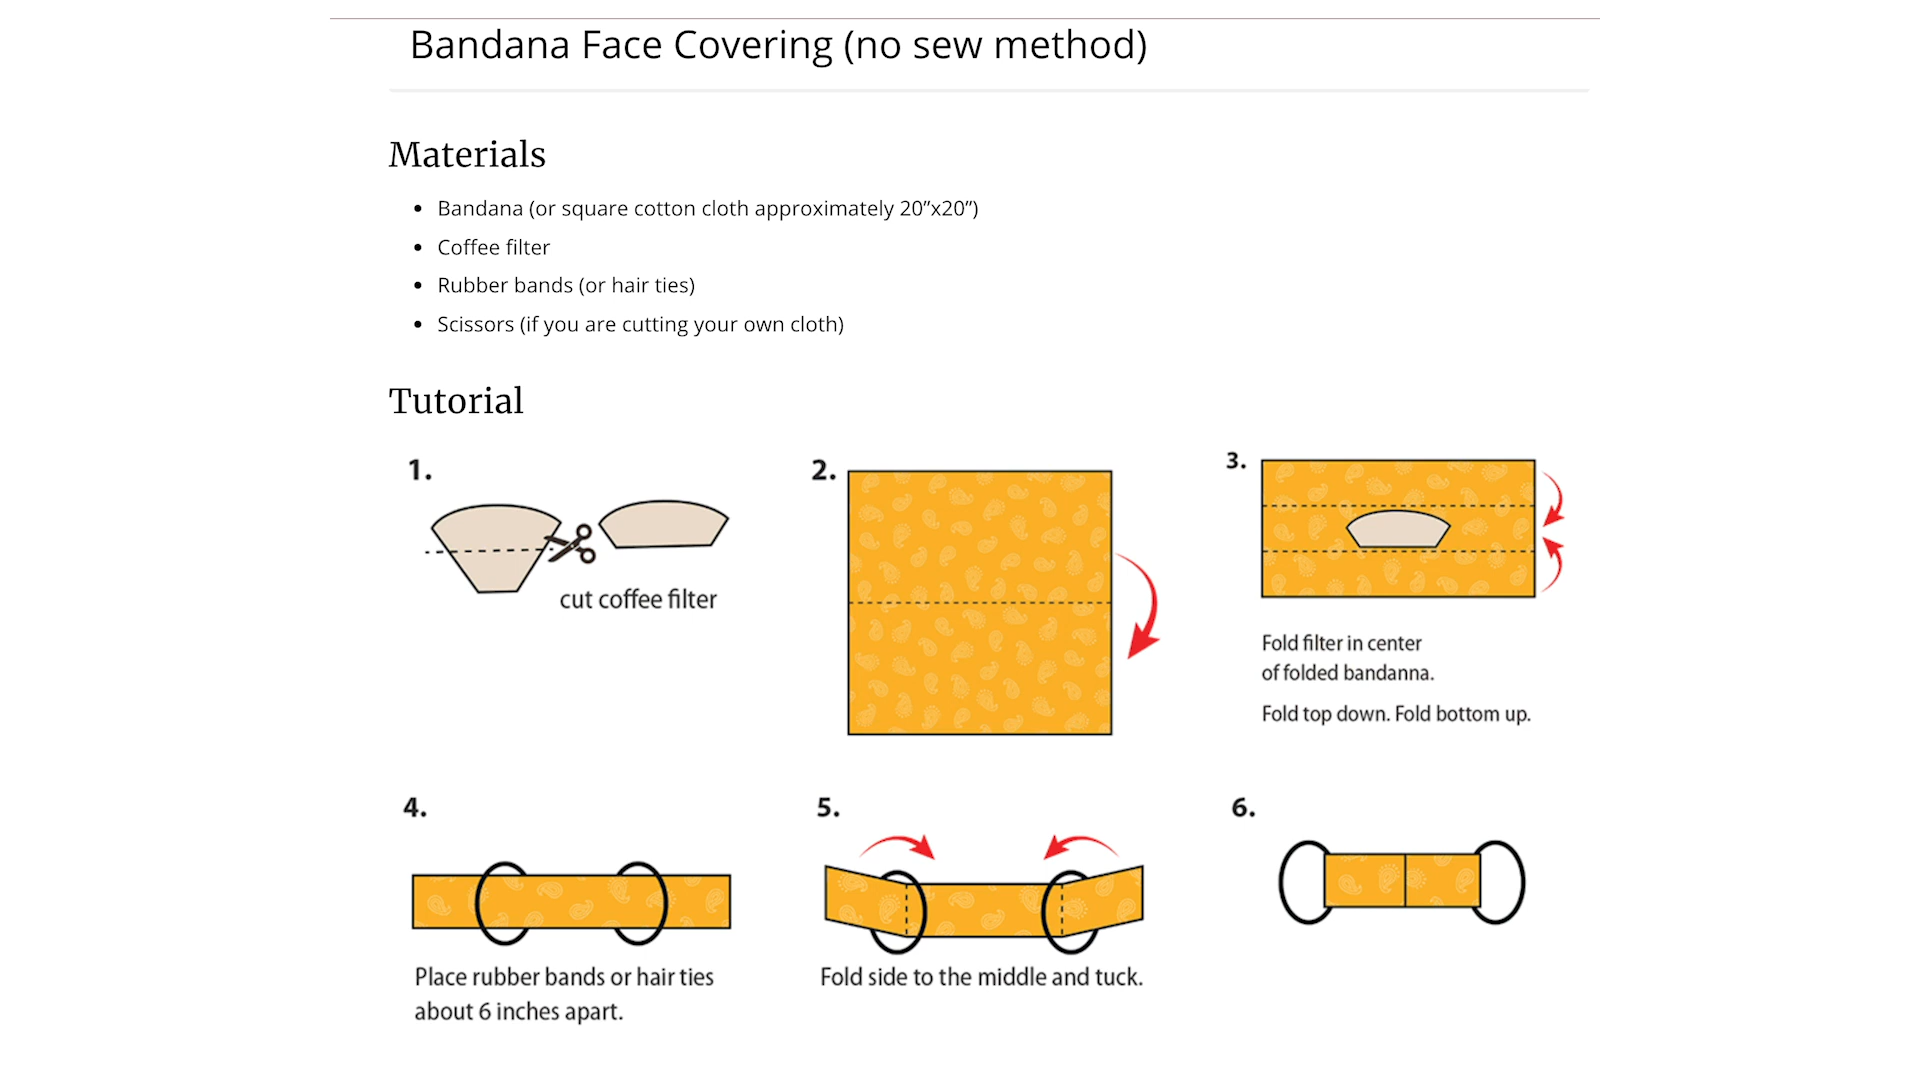 Bandana Face Covering (no sew method)
Materials
• Bandana (or square cotton cloth approximately 20”x20”)
• Coffee filter
• Rubber bands (or hair ties)
• Scissors (if you are cutting your own cloth)
Tutorial
1.
cut coffee filter
2.
3.
Fold filter in center
of folded bandanna.
Fold top down. Fold bottom up.
4.
Place rubber bands or hair ties
about 6 inches apart.
5.
Fold side to the middle and tuck.
6.